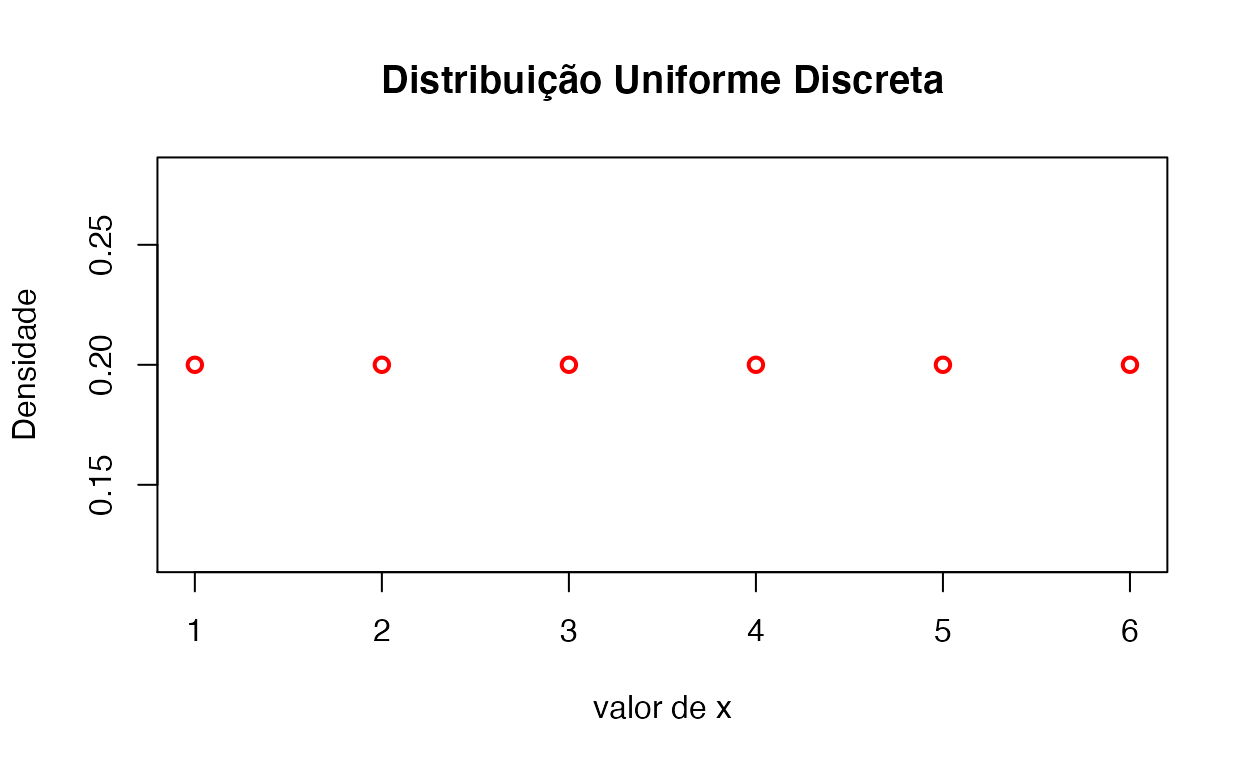 Distribuição Uniforme Discreta
Densidade
0.25
0.20
0.15
1 2 3 4 5 6
valor de x